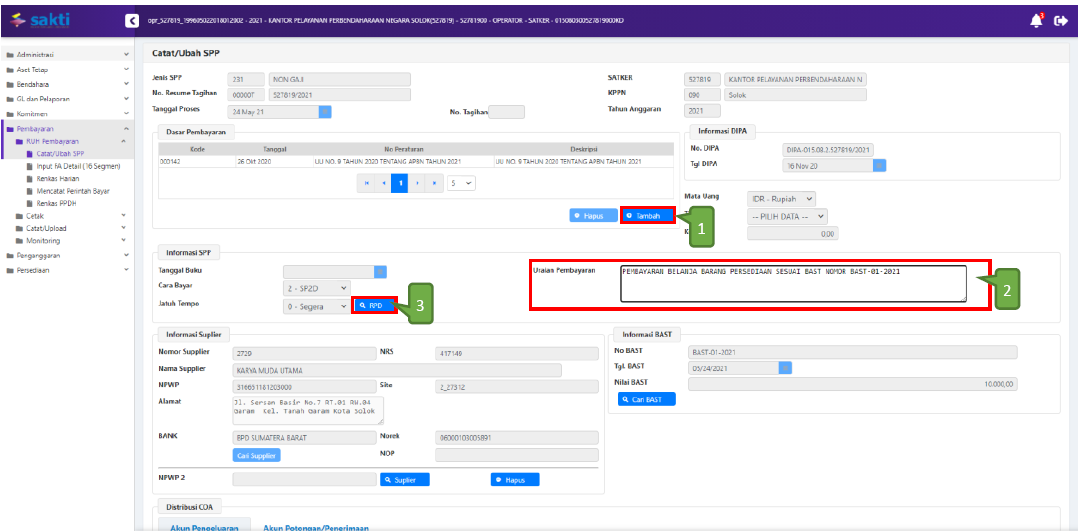 sakti
opr_527819_199605022018012002 - 2021 - KANTOR PELAYANAN PERBENDAHARAAN NEGARA SOLOK(527819) - 52781900 - OPERATOR - SATKER - 015080300527819000KD
Administrasi
Aset Tetap
Bendahara
GL dan Pelaporan
Komitmen
Pembayaran
RUH Pembayaran
Catat/Ubah SPP
Input FA Detail (16 Segmen)
Renkas Harian
Mencatat Perintah Bayar
Renkas PPDH
Cetak
Catat/Upload
Monitoring
Penganggaran
Persediaan
Catat/Ubah SPP
Jenis SPP 231 NON GAJI SATKER 527819 KANTOR PELAYANAN PERBENDAHARAAN N
No. Resume Tagihan 00000T 527819/2021 KPPN 090 Solok
Tanggal Proses 24 May 21 No. Tagihan Tahun Anggaran 2021
Dasar Pembayaran Informasi DIPA
Kode Tanggal No Peraturan Deskripsi
000142 26 Okt 2020 UU NO. 9 TAHUN 2020 TENTANG APBN TAHUN 2021 UU NO. 9 TAHUN 2020 TENTANG APBN TAHUN 2021
No. DIPA DIPA-015.08.2.527819/2021
Tgl DIPA 16 Nov 20
1 5
Mata Uang IDR - Rupiah
-- PILIH DATA --
0.00
Hapus Tambah 1
Informasi SPP
Tanggal Buku
Cara Bayar 2 - SP2D
Jatuh Tempo 0 - Segera RPD 3
Uraian Pembayaran PEMBAYARAN BELANJA BARANG PERSEDIAAN SESUAI BAST NOMOR BAST-01-2021 2
Informasi Suplier
Nomor Supplier 2729 NRS 417149
Nama Supplier KARYA MUDA UTAMA
NPWP 316651181203000 Site 2_27312
Alamat Jl. Sersan Basir No.7 RT.01 RW.04
Garam Kel. Tanah Garam Kota Solok
BANK BPD SUMATERA BARAT Norek 06000103005891
Cari Supplier NOP
NPWP 2 Suplier Hapus
Informasi BAST
No BAST BAST-01-2021
Tgl. BAST 05/24/2021
Nilai BAST 10.000,00
Cari BAST
Distribusi COA
Akun Pengeluaran Akun Potongan/Penerimaan